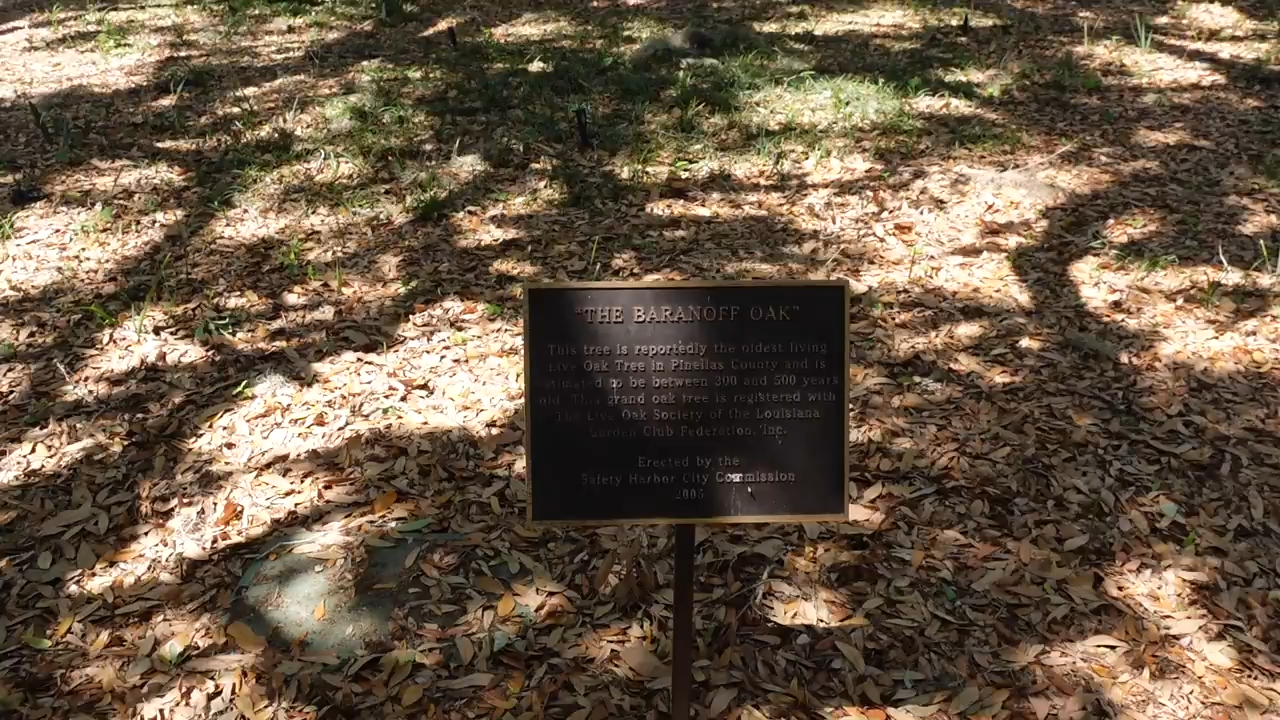 "THE BARANOFF OAK"
This tree is reportedly the oldest living
Live Oak Tree in Pinellas County and is
estimated to be between 300 and 500 years
old. This grand oak tree is registered with
The Live Oak Society of the Louisiana
Garden Club Federation, Inc.
Erected by the
Safety Harbor City Commission